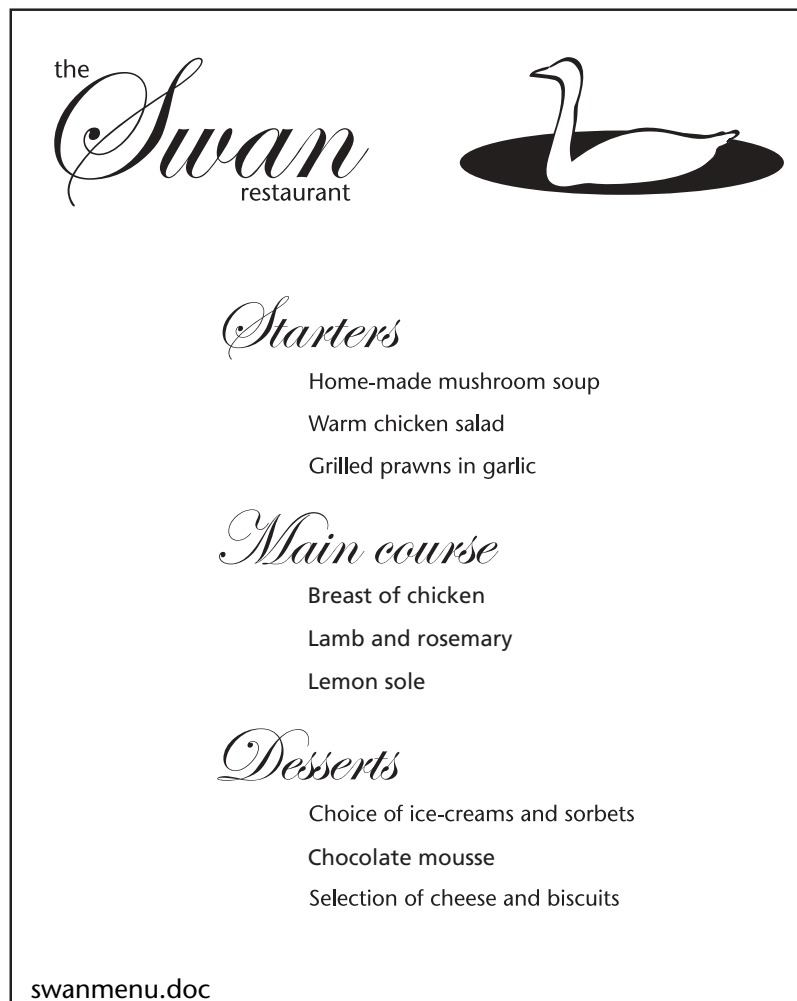 the
Swan
restaurant
Starters
Home-made mushroom soup
Warm chicken salad
Grilled prawns in garlic
Main course
Breast of chicken
Lamb and rosemary
Lemon sole
Desserts
Choice of ice-creams and sorbets
Chocolate mousse
Selection of cheese and biscuits
swanmenu.doc